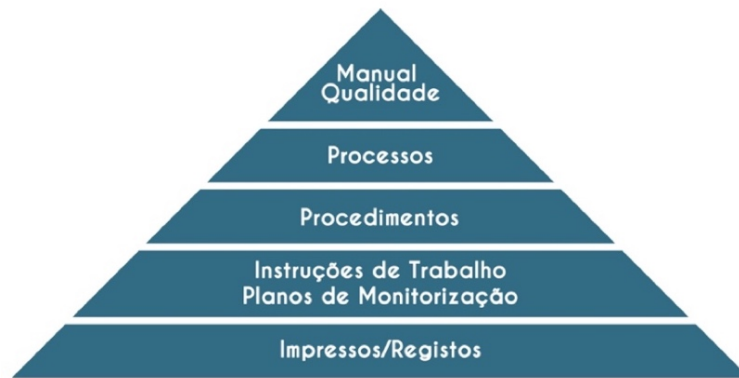 Manual
Qualidade
Processos
Procedimentos
Instruções de Trabalho
Planos de Monitorização
Impressos/Registos